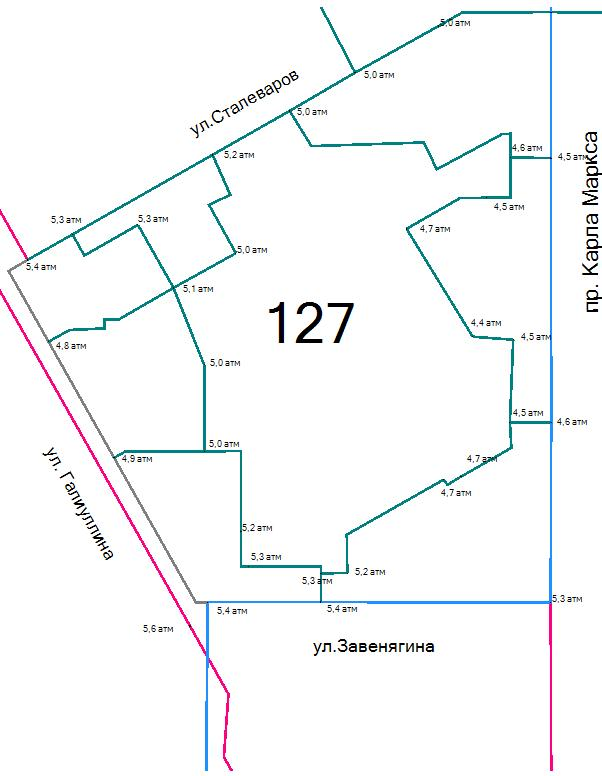 5,0 атм
ул.Сталеваров
5,0 атм
5,0 атм
пр. Карла Маркса
5,2 атм
4,6 атм
4,5 атм
4,5 атм
5,3 атм
5,3 атм
4,7 атм
5,0 атм
5,4 атм
5,1 атм
127
4,4 атм
4,5 атм
4,8 атм
5,0 атм
4,5 атм
4,6 атм
5,0 атм
4,9 атм
4,7 атм
ул. Галиуллина
4,7 атм
5,2 атм
5,3 атм
5,2 атм
5,3 атм
5,3 атм
5,4 атм
5,4 атм
5,6 атм
ул.Завенягина